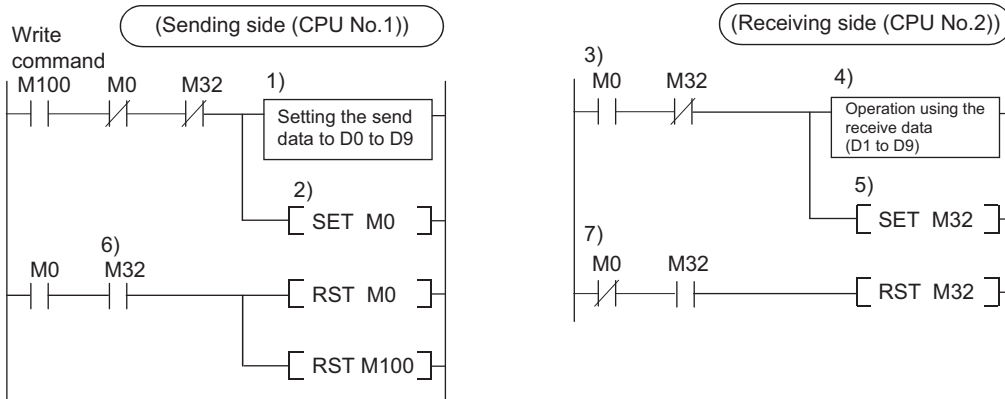 (Sending side (CPU No.1))
Write
command
M100 M0 M32
1)
Setting the send
data to D0 to D9
2)
SET M0
6)
M0 M32
RST M0
RST M100
(Receiving side (CPU No.2))
3)
M0 M32
4)
Operation using the
receive data
(D1 to D9)
5)
SET M32
7)
M0 M32
RST M32